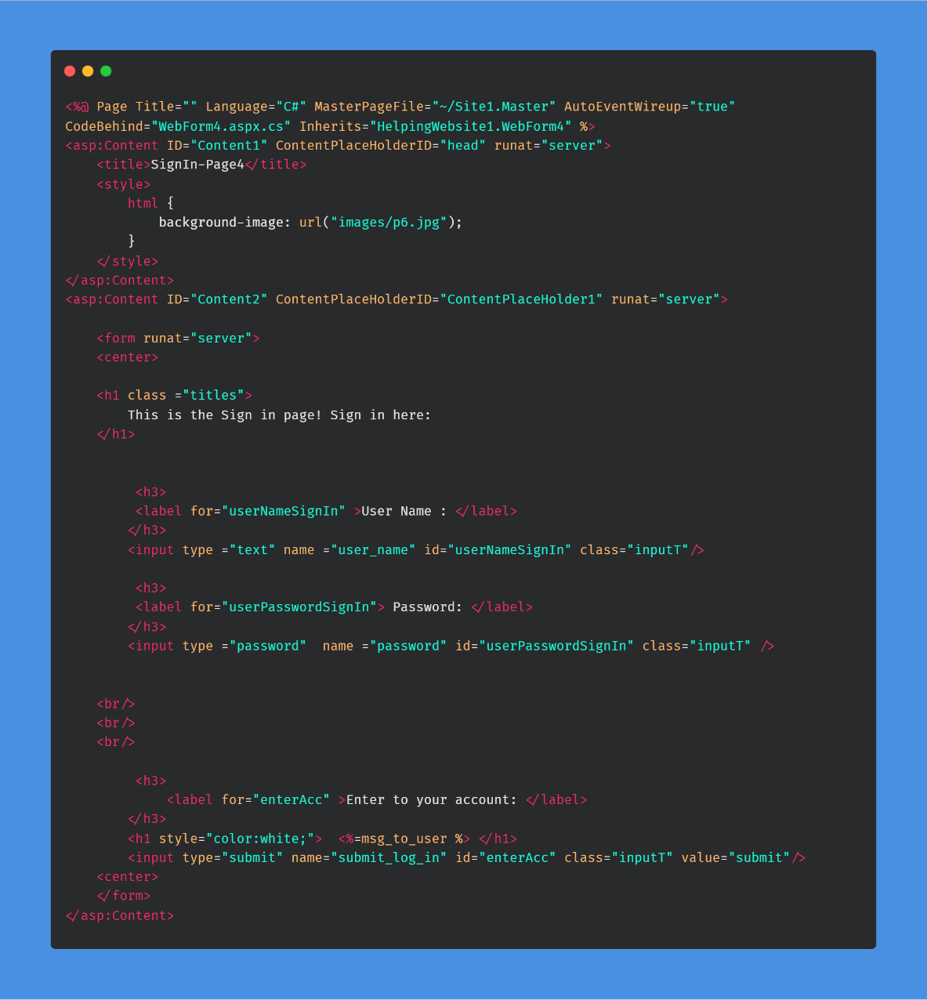 <%@ Page Title="" Language="C#" MasterPageFile="~/Site1.Master" AutoEventWireup="true"
CodeBehind="WebForm4.aspx.cs" Inherits="HelpingWebsite1.WebForm4" %>
<asp:Content ID="Content1" ContentPlaceHolderID="head" runat="server">
    <title>SignIn-Page4</title>
    <style>
        html {
            background-image: url("images/p6.jpg");
        }
    </style>
</asp:Content>
<asp:Content ID="Content2" ContentPlaceHolderID="ContentPlaceHolder1" runat="server">

    <form runat="server">
    <center>

    <h1 class ="titles">
        This is the Sign in page! Sign in here:
    </h1>


         <h3>
         <label for="userNameSignIn" >User Name : </label>
        </h3>
        <input type ="text" name ="user_name" id="userNameSignIn" class="inputT"/>

         <h3>
         <label for="userPasswordSignIn"> Password: </label>
        </h3>
        <input type ="password"  name ="password" id="userPasswordSignIn" class="inputT" />


    <br/>
    <br/>
    <br/>

         <h3>
             <label for="enterAcc" >Enter to your account: </label>
        </h3>
        <h1 style="color:white;">  <%=msg_to_user %> </h1>
        <input type="submit" name="submit_log_in" id="enterAcc" class="inputT" value="submit"/>
    <center>
    </form>
</asp:Content>